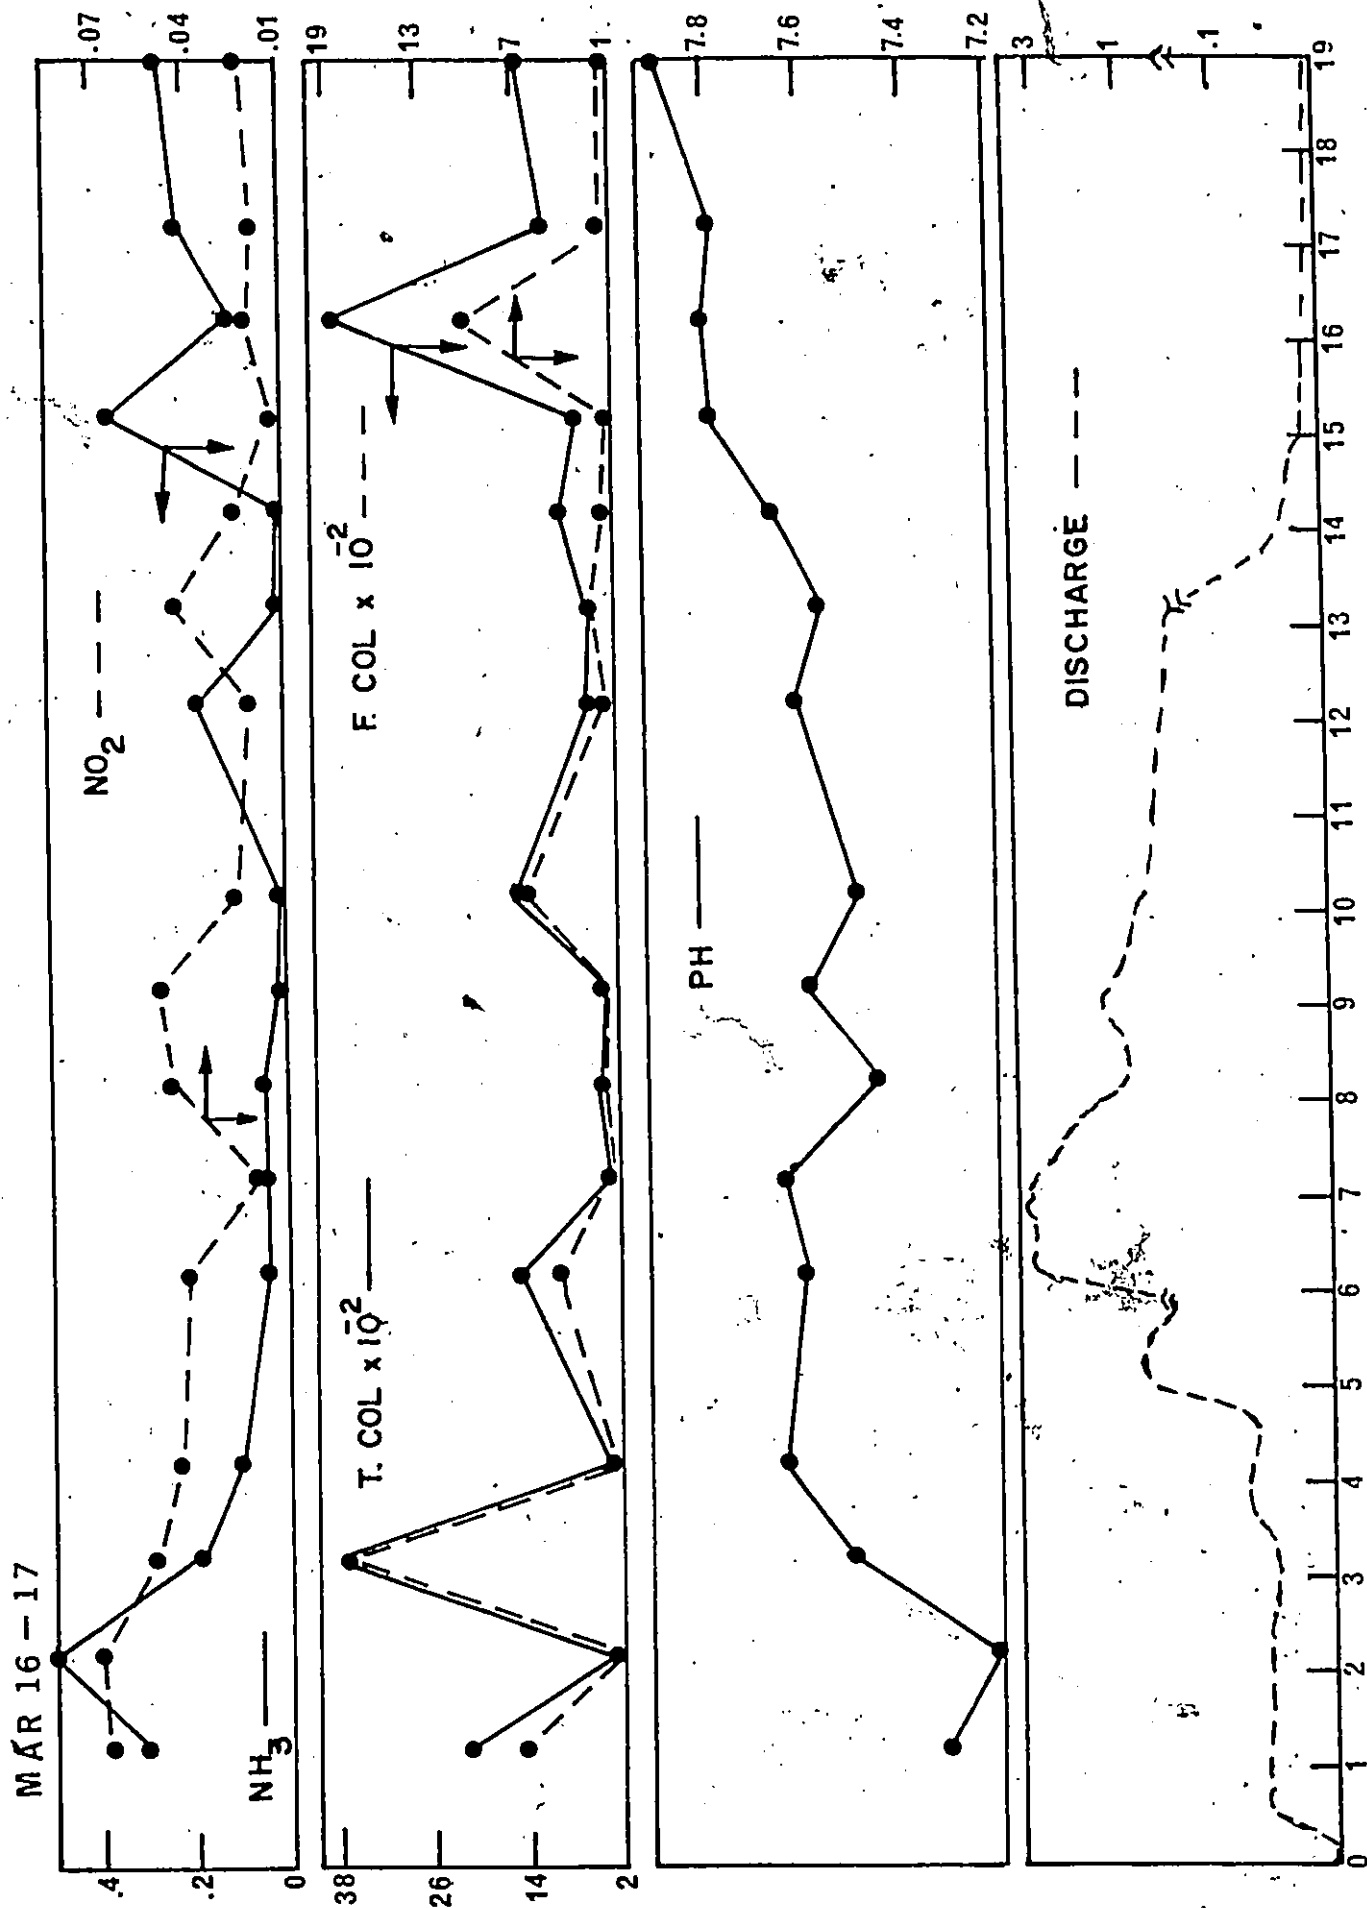 MAR 16–17
NO2 – – –
NH3 ———
.4
.2
0
.07
.04
.01
T. COL x 10-2 ———
F. COL x 10-2 – – – –
38
26
14
2
19
13
7
1
PH ———
7.8
7.6
7.4
7.2
DISCHARGE – – – –
3
1
.1
0 1 2 3 4 5 6 7 8 9 10 11 12 13 14 15 16 17 18 19